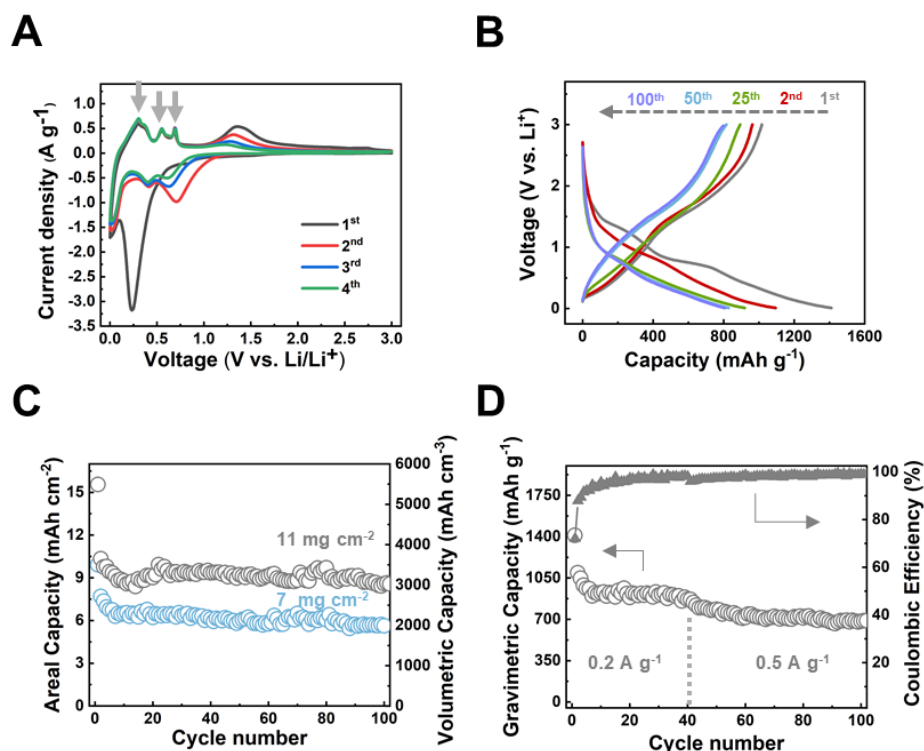 A
Current density (A g⁻¹)
1.0
0.5
0.0
-0.5
-1.0
-1.5
-2.0
-2.5
-3.0
-3.5
1ˢᵗ
2ⁿᵈ
3ʳᵈ
4ᵗʰ
0.0 0.5 1.0 1.5 2.0 2.5 3.0
Voltage (V vs. Li/Li⁺)
B
Voltage (V vs. Li⁺)
100ᵗʰ 50ᵗʰ 25ᵗʰ 2ⁿᵈ 1ˢᵗ
3
2
1
0
0 400 800 1200 1600
Capacity (mAh g⁻¹)
C
Areal Capacity (mAh cm⁻²)
15
12
9
6
3
0
11 mg cm⁻²
7 mg cm⁻²
6000
5000
4000
3000
2000
1000
0
Volumetric Capacity (mAh cm⁻³)
0 20 40 60 80 100
Cycle number
D
Gravimetric Capacity (mAh g⁻¹)
1750
1400
1050
700
350
0
0.2 A g⁻¹
0.5 A g⁻¹
100
80
60
40
20
Coulombic Efficiency (%)
0 20 40 60 80 100
Cycle number